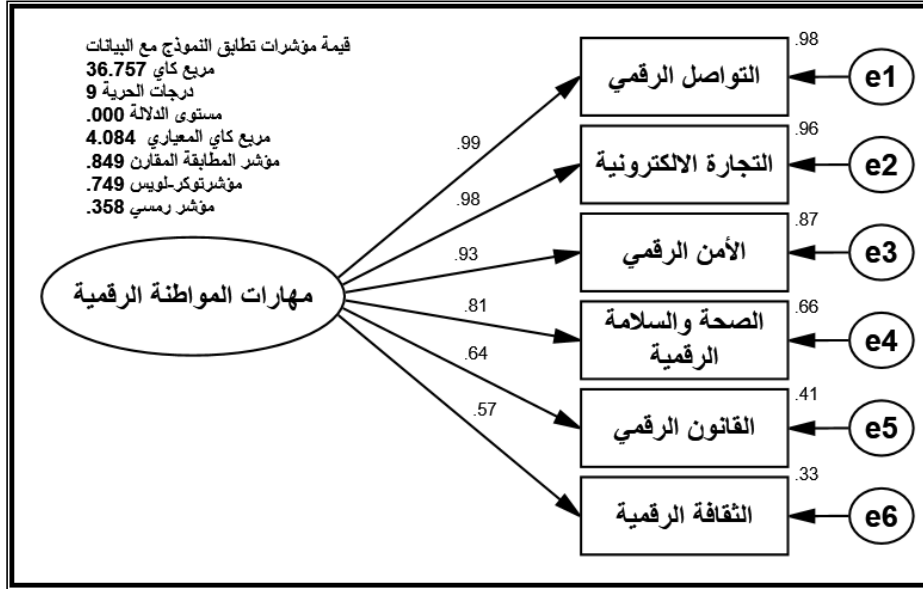 قيمة مؤشرات تطابق النموذج مع البيانات
مربع كاي 36.757
درجات الحرية 9
مستوى الدلالة 000.
مربع كاي المعياري 4.084
مؤشر المطابقة المقارن 849.
مؤشرتوكر-لويس 749.
مؤشر رمسي 358.
مهارات المواطنة الرقمية
.99
.98
.93
.81
.64
.57
.98
التواصل الرقمي
e1
.96
التجارة الالكترونية
e2
.87
الأمن الرقمي
e3
.66
الصحة والسلامة
الرقمية
e4
.41
القانون الرقمي
e5
.33
الثقافة الرقمية
e6